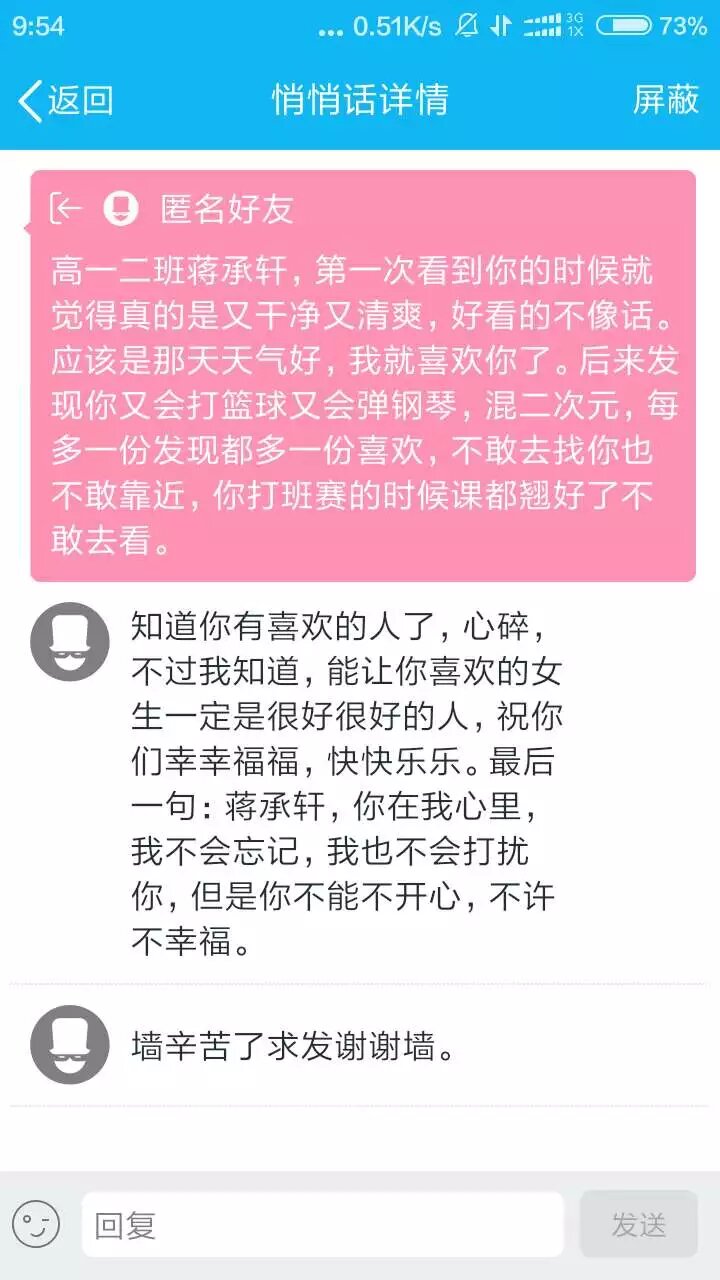 9:54 ... 0.51K/s 3G 1X 73%
返回 悄悄话详情 屏蔽
匿名好友
高一二班蒋承轩，第一次看到你的时候就
觉得真的是又干净又清爽，好看的不像话。
应该是那天天气好，我就喜欢你了。后来发
现你又会打篮球又会弹钢琴，混二次元，每
多一份发现都多一份喜欢，不敢去找你也
不敢靠近，你打班赛的时候课都翘好了不
敢去看。
知道你有喜欢的人了，心碎，
不过我知道，能让你喜欢的女
生一定是很好很好的人，祝你
们幸幸福福，快快乐乐。最后
一句：蒋承轩，你在我心里，
我不会忘记，我也不会打扰
你，但是你不能不开心，不许
不幸福。
墙辛苦了求发谢谢墙。
回复 发送